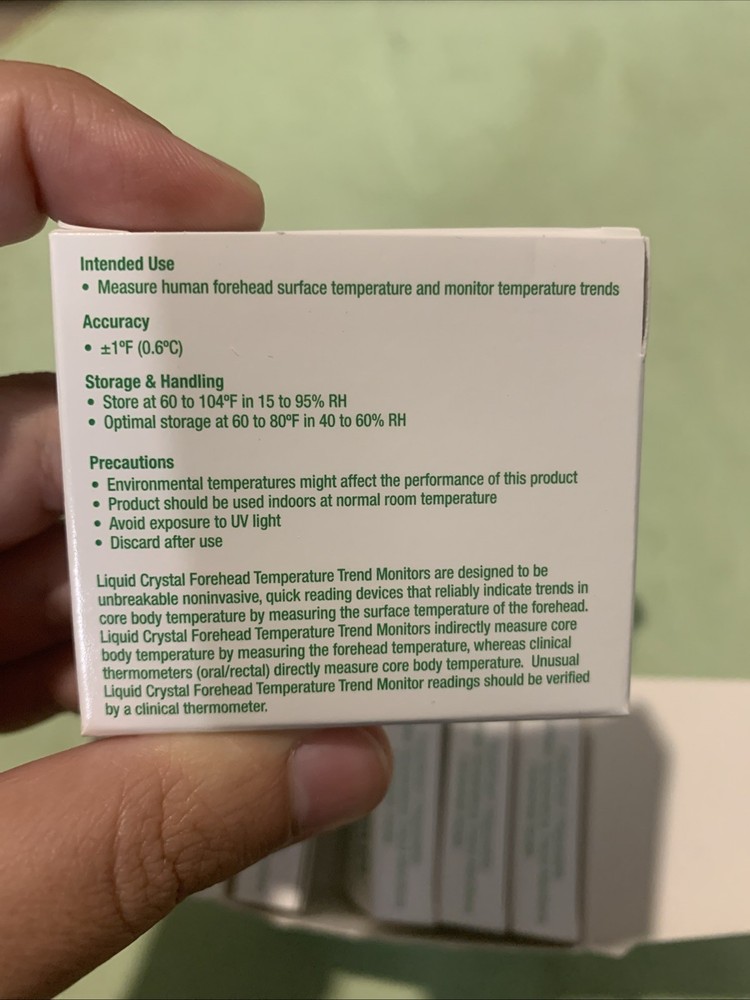 Intended Use
• Measure human forehead surface temperature and monitor temperature trends
Accuracy
• ±1ºF (0.6ºC)
Storage & Handling
• Store at 60 to 104ºF in 15 to 95% RH
• Optimal storage at 60 to 80ºF in 40 to 60% RH
Precautions
• Environmental temperatures might affect the performance of this product
• Product should be used indoors at normal room temperature
• Avoid exposure to UV light
• Discard after use
Liquid Crystal Forehead Temperature Trend Monitors are designed to be
unbreakable noninvasive, quick reading devices that reliably indicate trends in
core body temperature by measuring the surface temperature of the forehead.
Liquid Crystal Forehead Temperature Trend Monitors indirectly measure core
body temperature by measuring the forehead temperature, whereas clinical
thermometers (oral/rectal) directly measure core body temperature. Unusual
Liquid Crystal Forehead Temperature Trend Monitor readings should be verified
by a clinical thermometer.